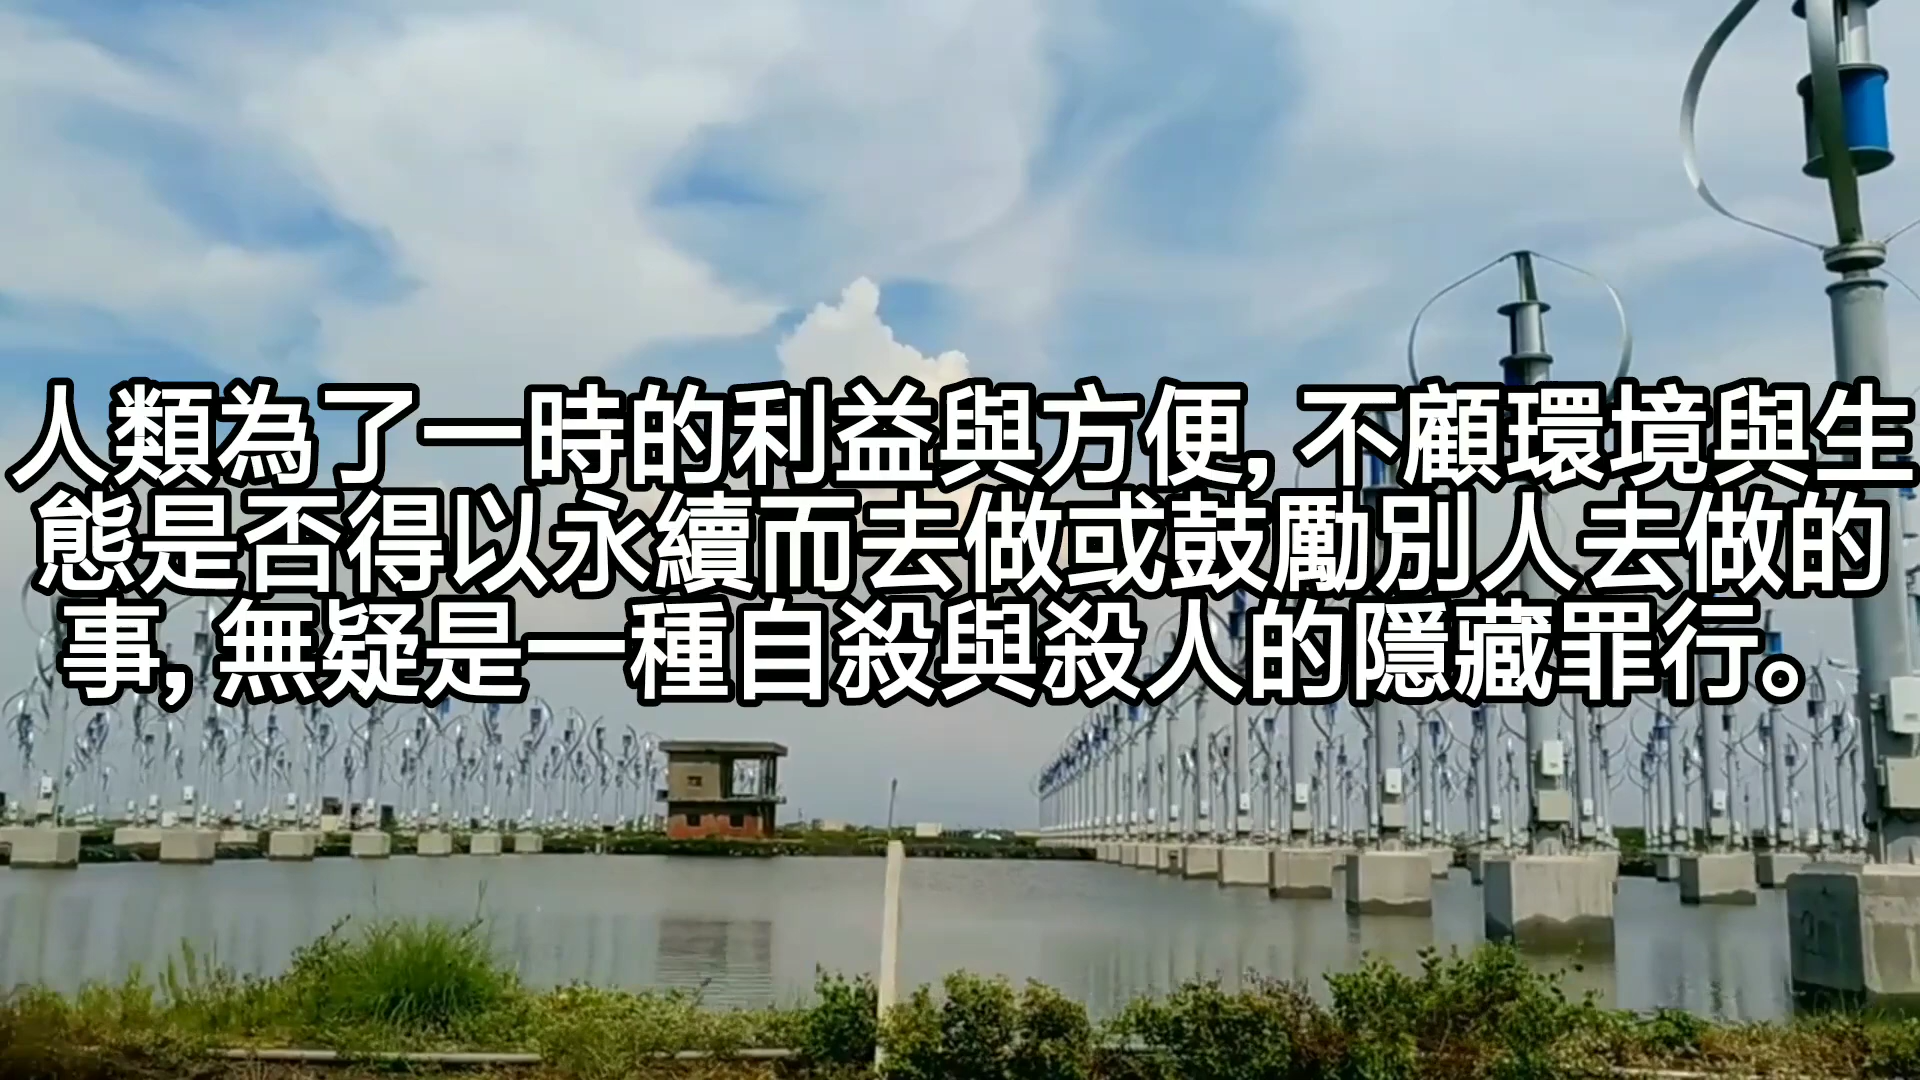 人類為了一時的利益與方便,不顧環境與生
態是否得以永續而去做或鼓勵別人去做的
事,無疑是一種自殺與殺人的隱藏罪行。